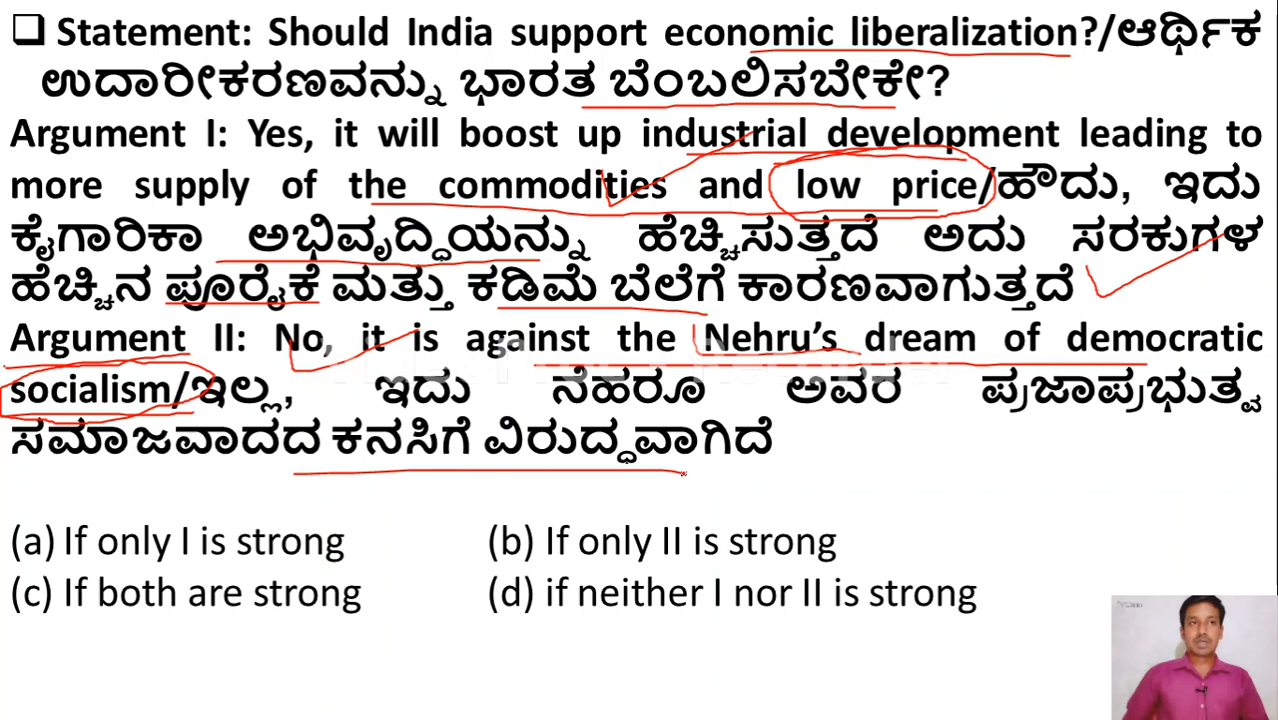 ❑ Statement: Should India support economic liberalization?/ಆರ್ಥಿಕ
ಉದಾರೀಕರಣವನ್ನು ಭಾರತ ಬೆಂಬಲಿಸಬೇಕೇ?
Argument I: Yes, it will boost up industrial development leading to
more supply of the commodities and low price/ಹೌದು, ಇದು
ಕೈಗಾರಿಕಾ ಅಭಿವೃದ್ಧಿಯನ್ನು ಹೆಚ್ಚಿಸುತ್ತದೆ ಅದು ಸರಕುಗಳ
ಹೆಚ್ಚಿನ ಪೂರೈಕೆ ಮತ್ತು ಕಡಿಮೆ ಬೆಲೆಗೆ ಕಾರಣವಾಗುತ್ತದೆ
Argument II: No, it is against the Nehru’s dream of democratic
socialism/ಇಲ್ಲ, ಇದು ನೆಹರೂ ಅವರ ಪ್ರಜಾಪ್ರಭುತ್ವ
ಸಮಾಜವಾದದ ಕನಸಿಗೆ ವಿರುದ್ಧವಾಗಿದೆ
(a) If only I is strong (b) If only II is strong
(c) If both are strong (d) if neither I nor II is strong